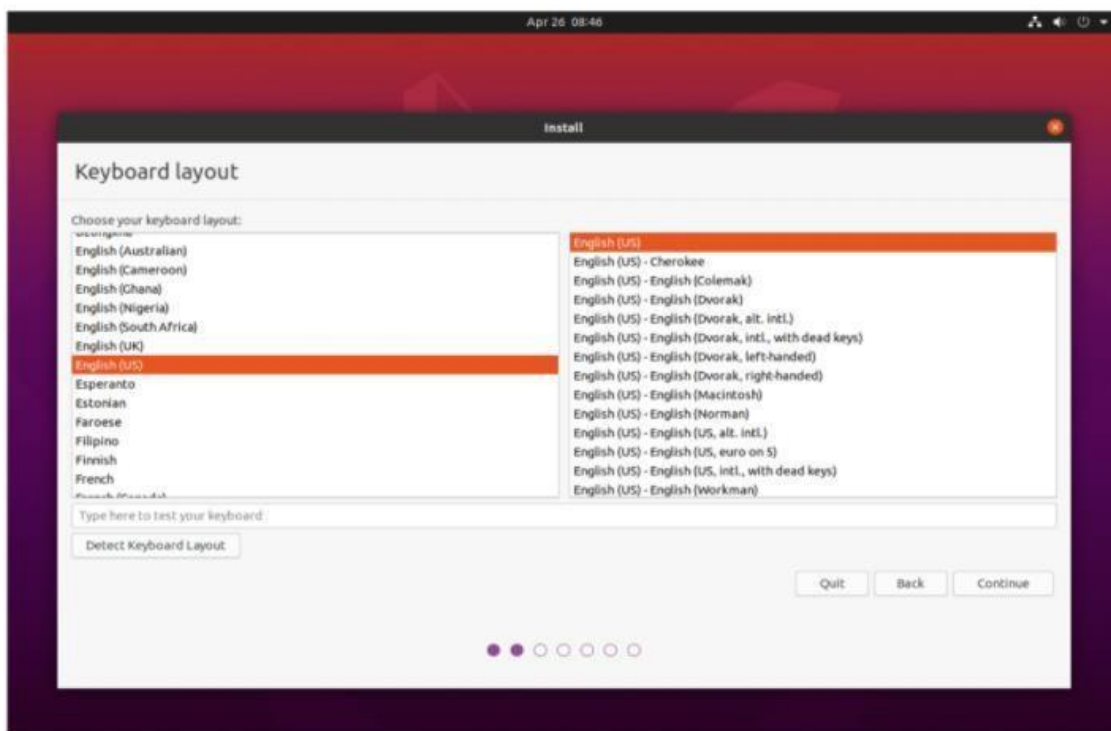 Apr 26 08:46
Install
Keyboard layout
Choose your keyboard layout:
English (Australian)
English (Cameroon)
English (Ghana)
English (Nigeria)
English (South Africa)
English (UK)
English (US)
Esperanto
Estonian
Faroese
Filipino
Finnish
French
French (Canada)
English (US)
English (US) - Cherokee
English (US) - English (Colemak)
English (US) - English (Dvorak)
English (US) - English (Dvorak, alt. intl.)
English (US) - English (Dvorak, intl., with dead keys)
English (US) - English (Dvorak, left-handed)
English (US) - English (Dvorak, right-handed)
English (US) - English (Macintosh)
English (US) - English (Norman)
English (US) - English (US, alt. intl.)
English (US) - English (US, euro on 5)
English (US) - English (US, intl., with dead keys)
English (US) - English (Workman)
Type here to test your keyboard
Detect Keyboard Layout
Quit Back Continue